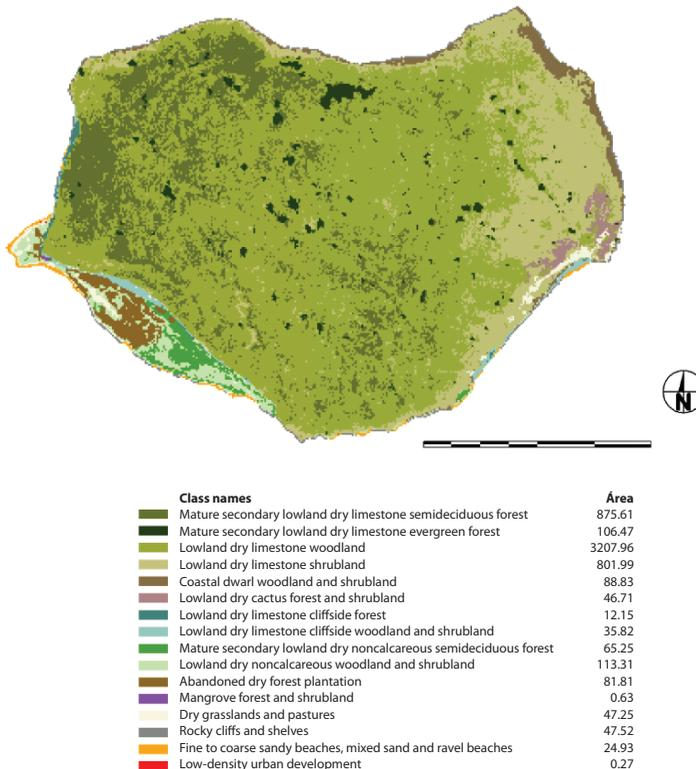 N
Class names Área
Mature secondary lowland dry limestone semideciduous forest 875.61
Mature secondary lowland dry limestone evergreen forest 106.47
Lowland dry limestone woodland 3207.96
Lowland dry limestone shrubland 801.99
Coastal dwarl woodland and shrubland 88.83
Lowland dry cactus forest and shrubland 46.71
Lowland dry limestone cliffside forest 12.15
Lowland dry limestone cliffside woodland and shrubland 35.82
Mature secondary lowland dry noncalcareous semideciduous forest 65.25
Lowland dry noncalcareous woodland and shrubland 113.31
Abandoned dry forest plantation 81.81
Mangrove forest and shrubland 0.63
Dry grasslands and pastures 47.25
Rocky cliffs and shelves 47.52
Fine to coarse sandy beaches, mixed sand and ravel beaches 24.93
Low-density urban development 0.27